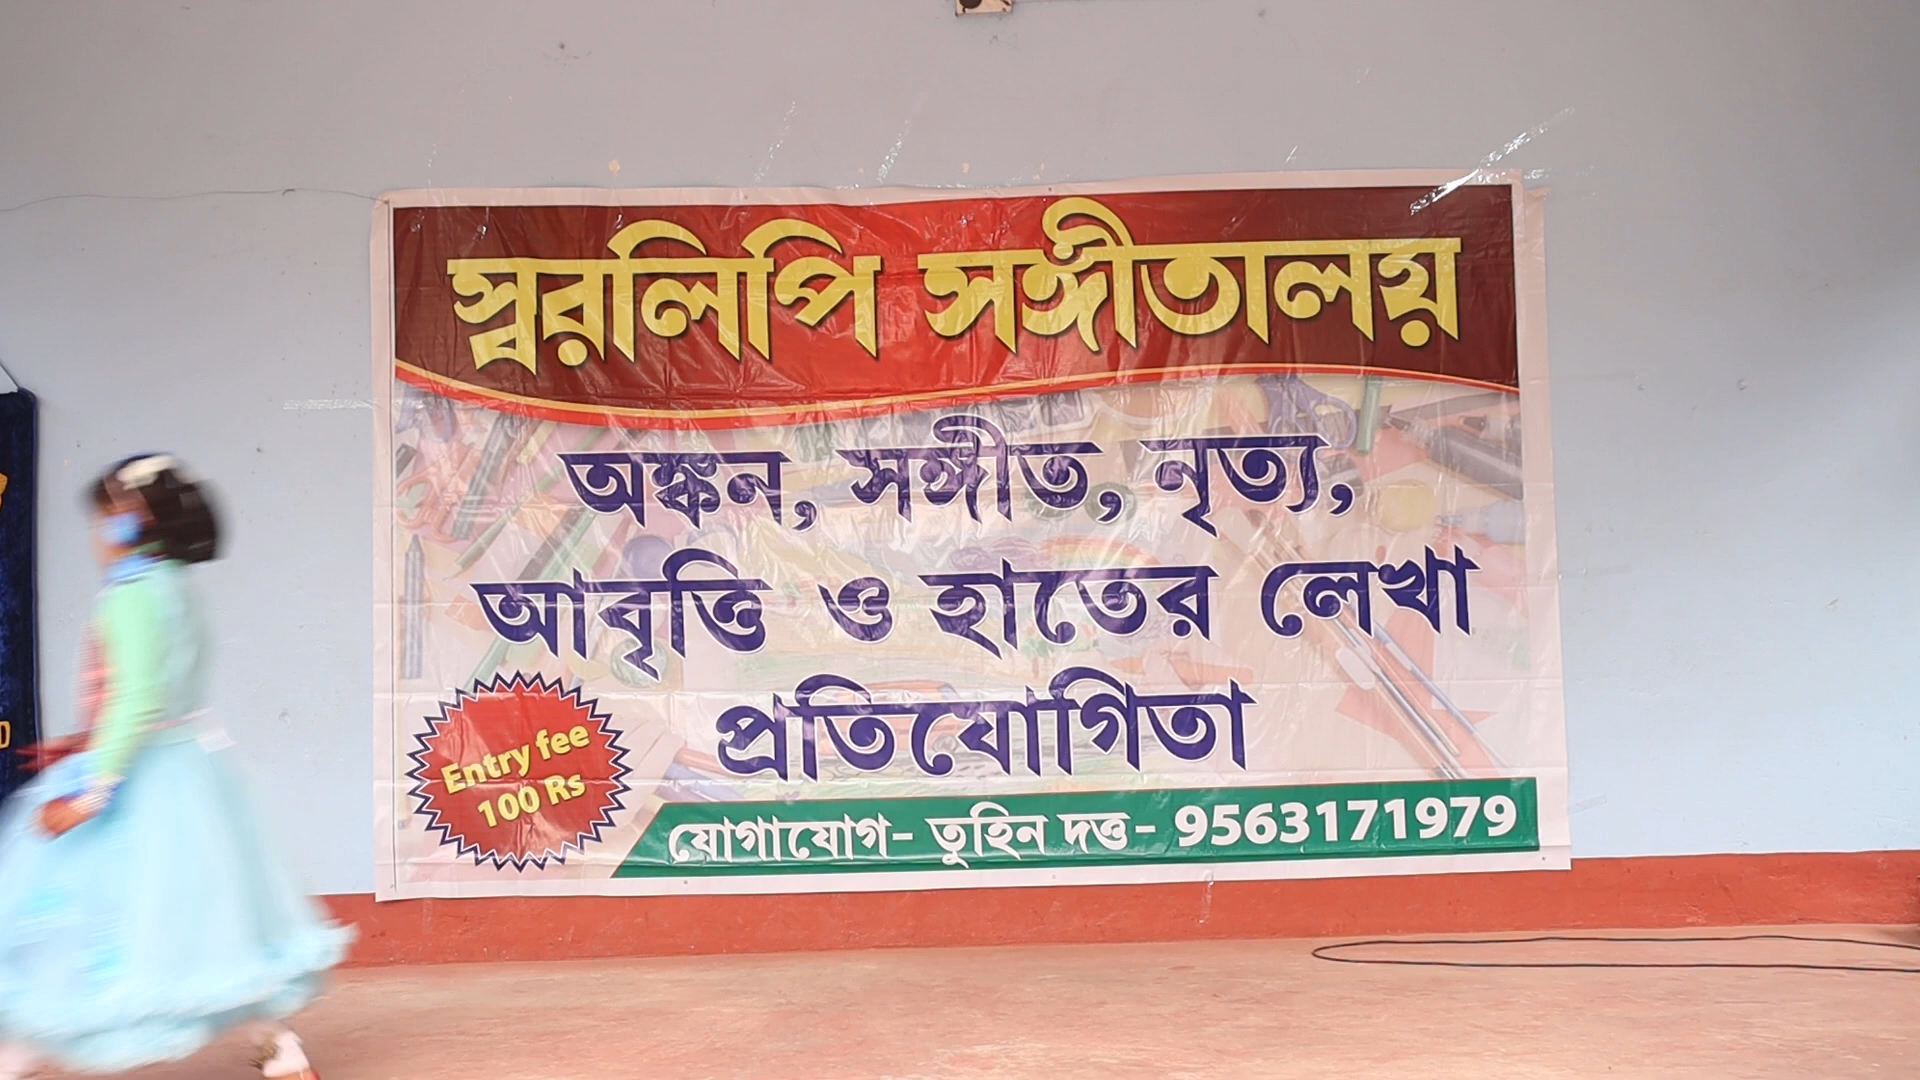 স্বরলিপি সঙ্গীতালয়
অঙ্কন, সঙ্গীত, নৃত্য,
আবৃত্তি ও হাতের লেখা
প্রতিযোগিতা
Entry fee
100 Rs
যোগাযোগ- তুহিন দত্ত- 9563171979